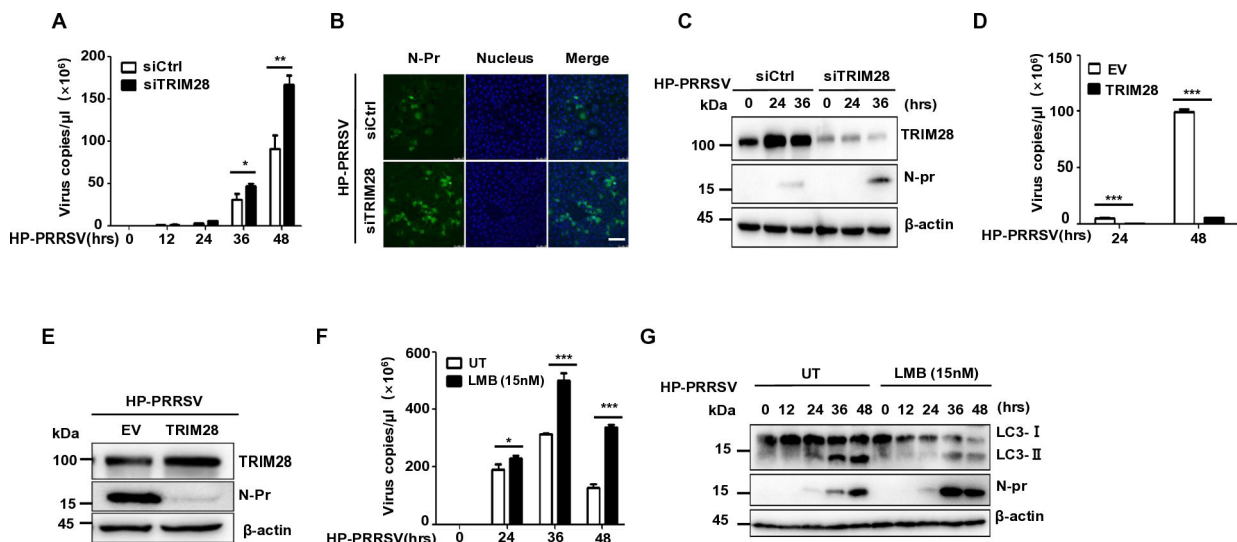 A
siCtrl
siTRIM28
Virus copies/μl (×10⁶)
200
150
100
50
0
*
**
HP-PRRSV(hrs) 0 12 24 36 48
B
N-Pr Nucleus Merge
HP-PRRSV
siCtrl
siTRIM28
C
siCtrl siTRIM28
HP-PRRSV
kDa 0 24 36 0 24 36 (hrs)
100 TRIM28
15 N-pr
45 β-actin
D
EV
TRIM28
Virus copies/μl (×10⁶)
150
100
50
0
***
***
HP-PRRSV(hrs) 24 48
E
HP-PRRSV
kDa EV TRIM28
100 TRIM28
15 N-Pr
45 β-actin
F
UT
LMB (15nM)
Virus copies/μl (×10⁶)
600
400
200
0
*
***
***
HP-PRRSV(hrs) 0 24 36 48
G
UT LMB (15nM)
HP-PRRSV
kDa 0 12 24 36 48 0 12 24 36 48 (hrs)
LC3-Ⅰ
15 LC3-Ⅱ
15 N-pr
45 β-actin